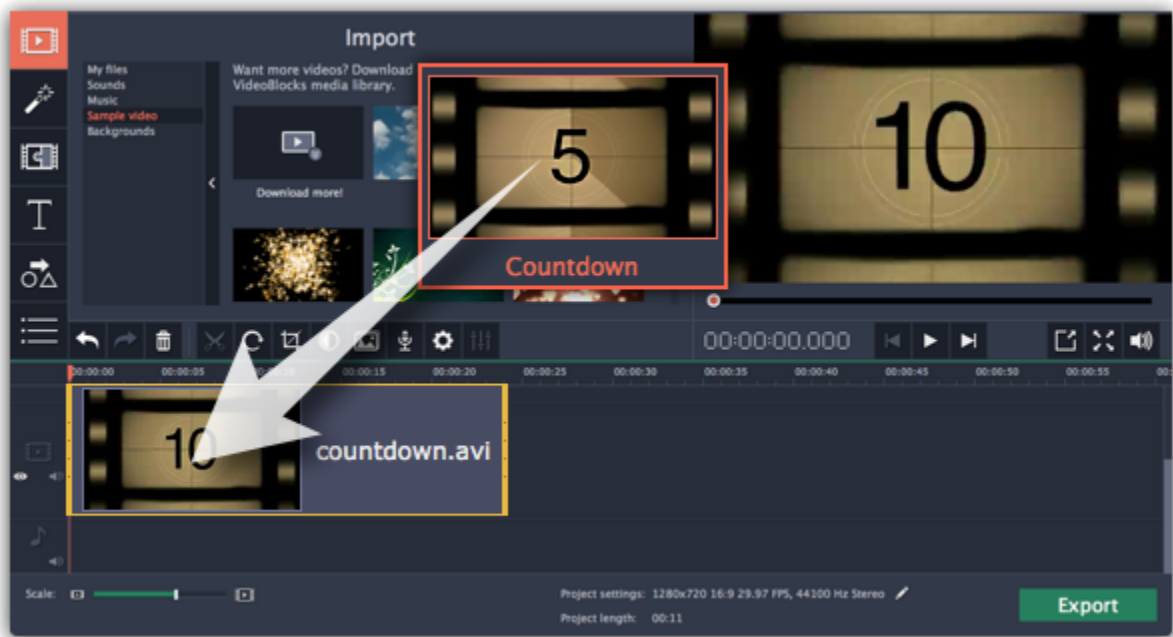 Import
My files
Sounds
Music
Sample video
Backgrounds
Want more videos? Download
VideoBlocks media library.
Download more!
5
Countdown
10
T
00:00:00.000
00:00:00
00:00:05
00:00:15
00:00:20
00:00:25
00:00:30
00:00:35
00:00:40
00:00:45
00:00:50
00:00:55
00:
10
countdown.avi
Scale:
Project settings: 1280x720 16:9 29.97 FPS, 44100 Hz Stereo
Project length: 00:11
Export